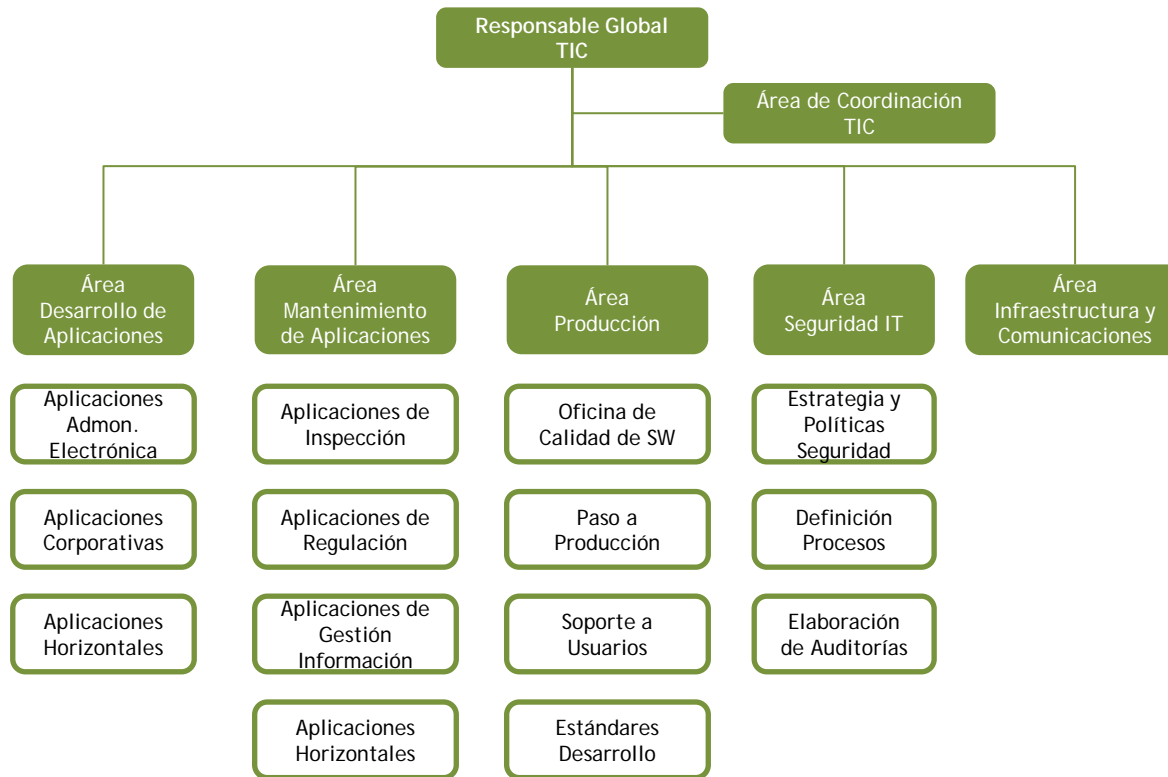 Responsable Global
TIC
Área de Coordinación
TIC
Área
Desarrollo de
Aplicaciones
Área
Mantenimiento
de Aplicaciones
Área
Producción
Área
Seguridad IT
Área
Infraestructura y
Comunicaciones
Aplicaciones
Admon.
Electrónica
Aplicaciones de
Inspección
Oficina de
Calidad de SW
Estrategia y
Políticas
Seguridad
Aplicaciones
Corporativas
Aplicaciones de
Regulación
Paso a
Producción
Definición
Procesos
Aplicaciones
Horizontales
Aplicaciones de
Gestión
Información
Soporte a
Usuarios
Elaboración
de Auditorías
Aplicaciones
Horizontales
Estándares
Desarrollo